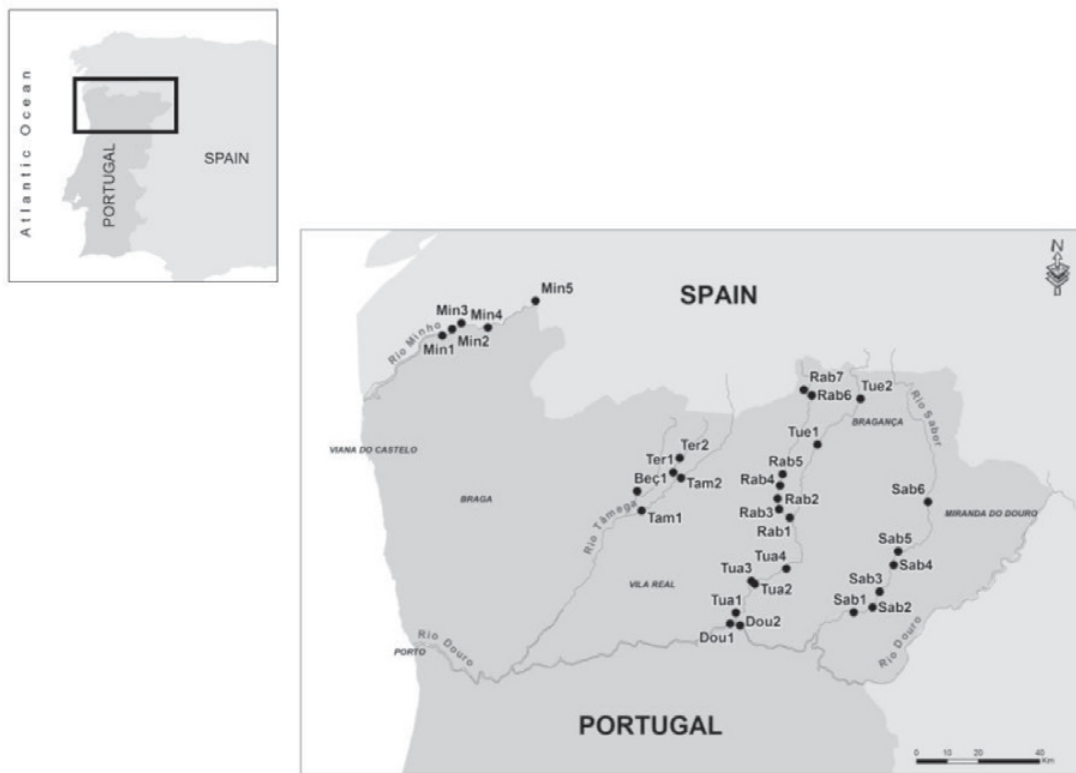 Atlantic Ocean
PORTUGAL
SPAIN
N
SPAIN
Min5
Min3
Min4
Rio Minho
Min1
Min2
Rab7
Rab6
Tue2
Rio Sabor
BRAGANÇA
Tue1
VIANA DO CASTELO
Ter2
Ter1
Rab5
Beç1
Tam2
Rab4
BRAGA
Rab2
Sab6
Rab3
MIRANDA DO DOURO
Tam1
Rab1
Rio Tâmega
Sab5
Sab4
Tua4
Tua3
Tua2
Sab3
VILA REAL
Tua1
Sab1
Sab2
Dou2
Dou1
Rio Douro
PORTO
Rio Douro
PORTUGAL
0 10 20 40
Km